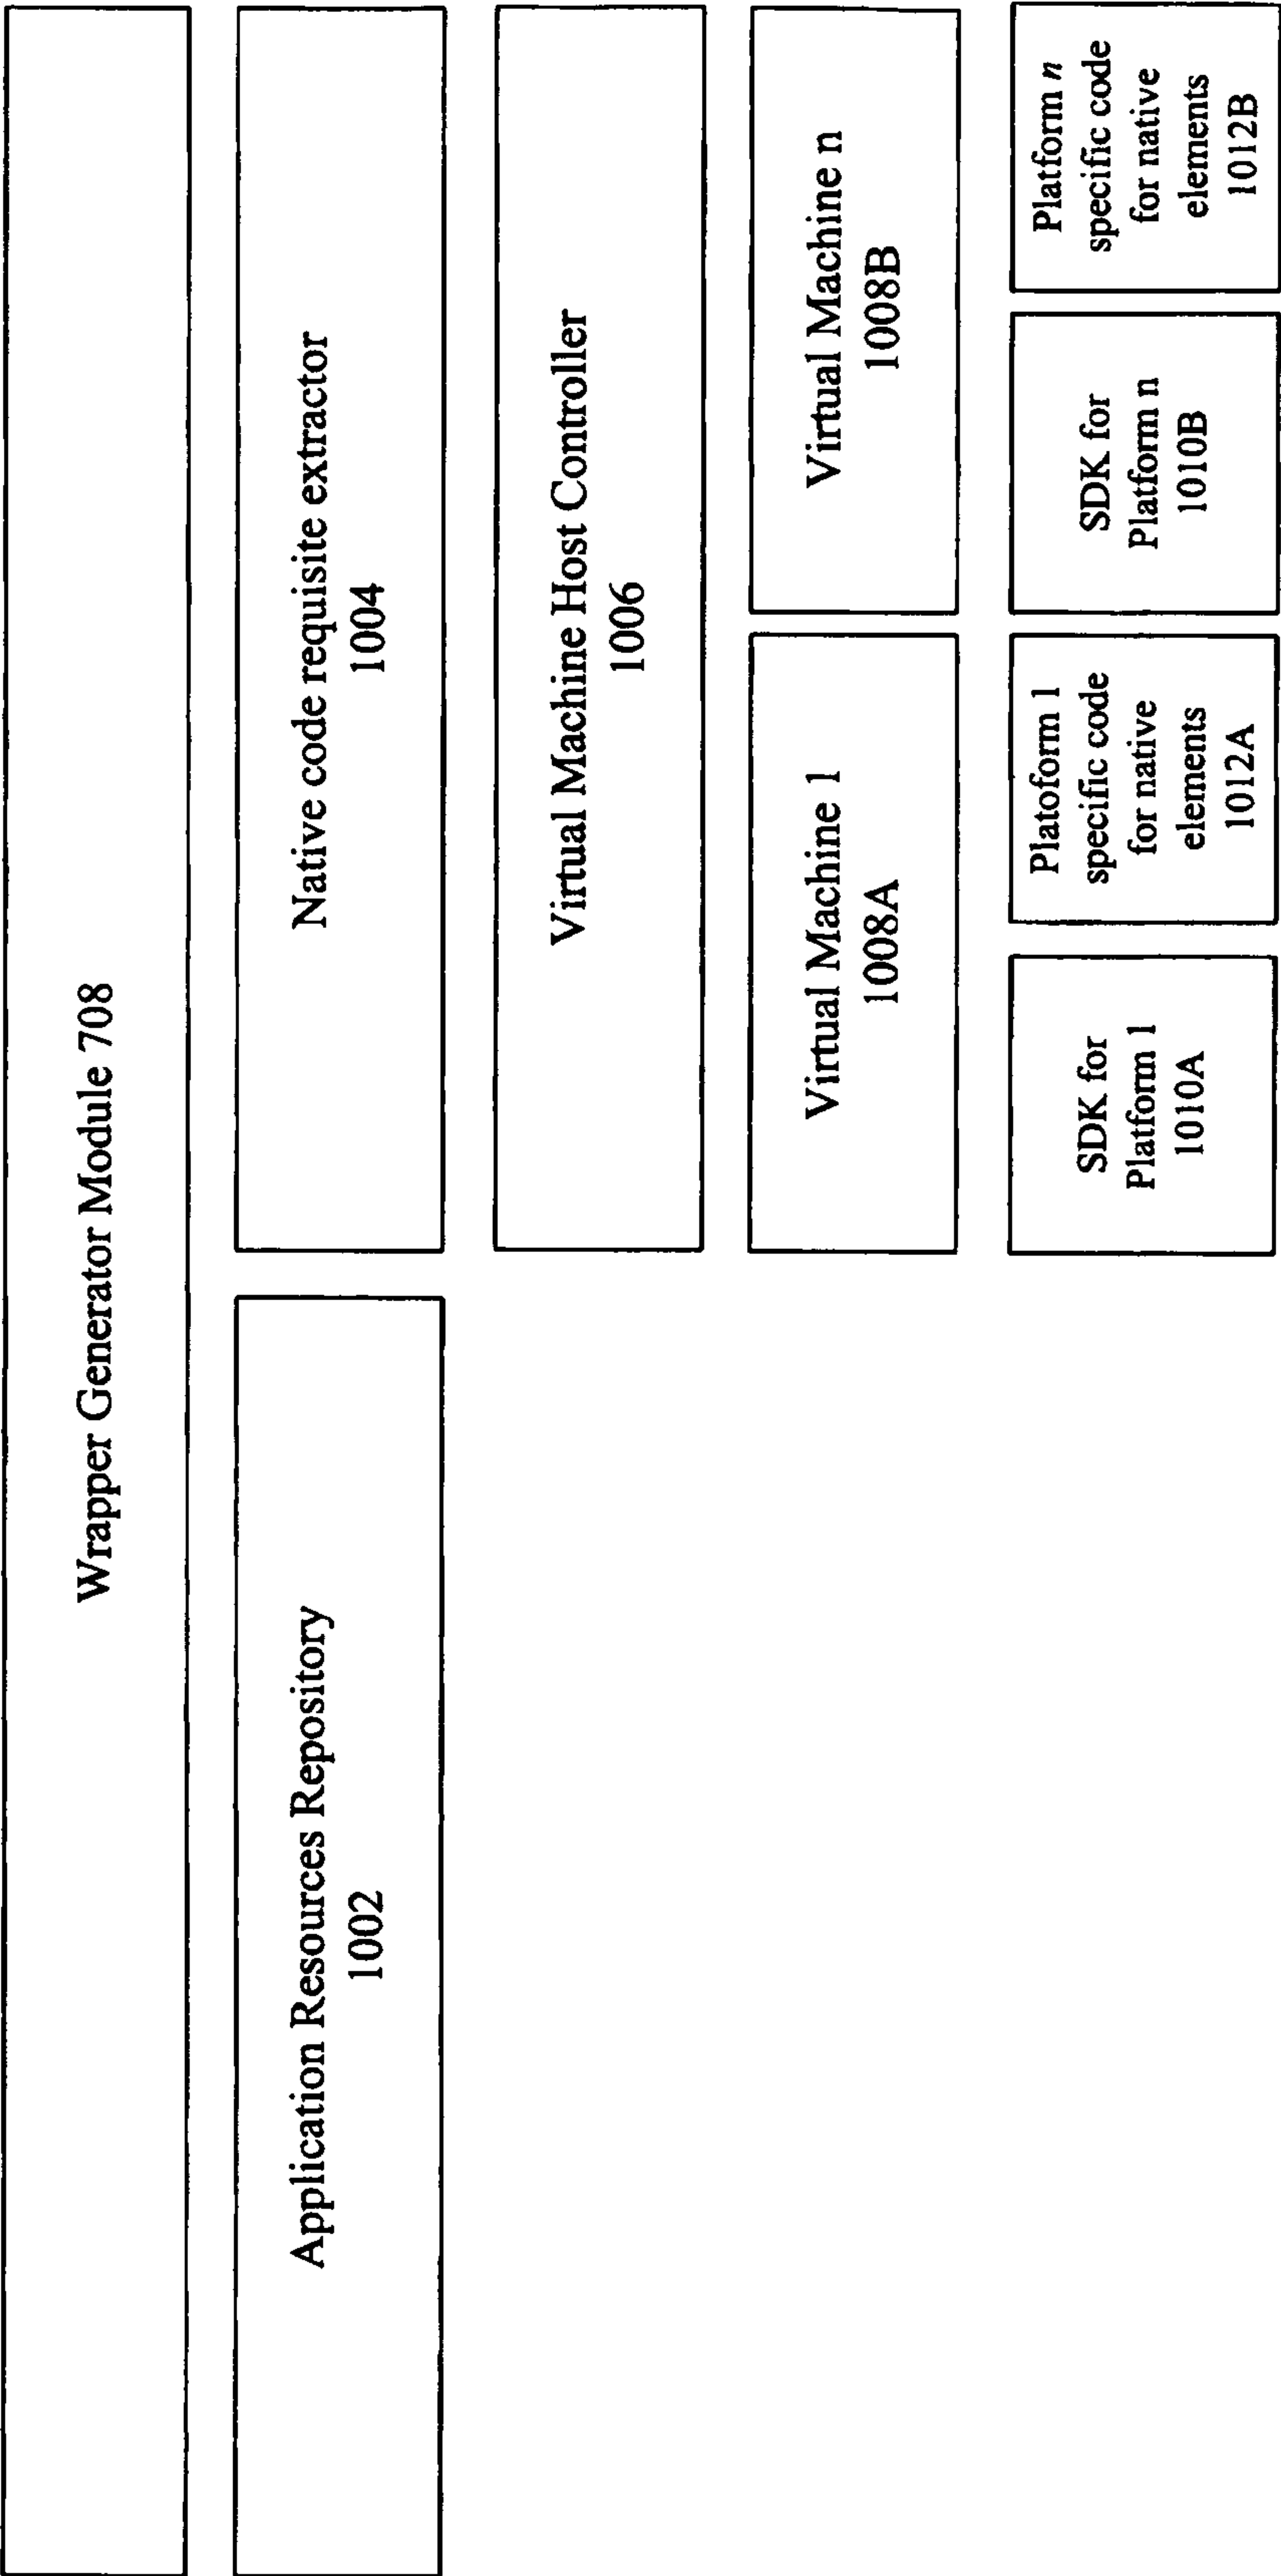 Wrapper Generator Module 708
Application Resources Repository
1002
Native code requisite extractor
1004
Virtual Machine Host Controller
1006
Virtual Machine 1
1008A
Virtual Machine n
1008B
SDK for
Platform 1
1010A
Platoform 1
specific code
for native
elements
1012A
SDK for
Platform n
1010B
Platform n
specific code
for native
elements
1012B